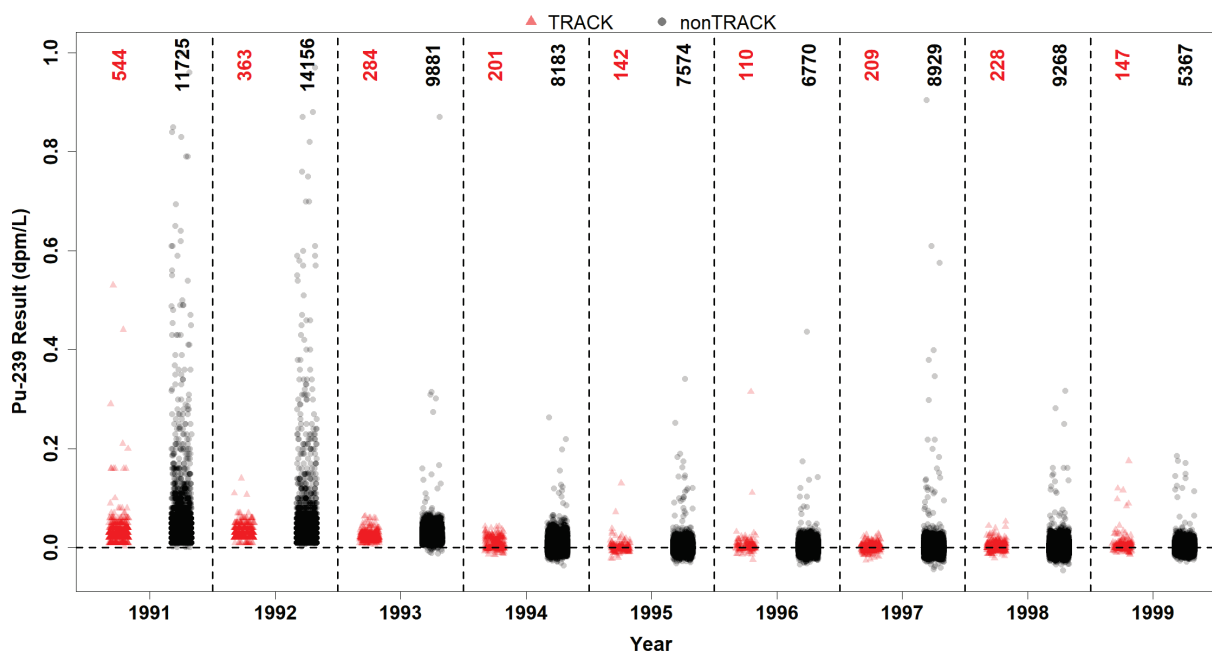 TRACK nonTRACK
544 11725 363 14156 284 9881 201 8183 142 7574 110 6770 209 8929 228 9268 147 5367
Pu-239 Result (dpm/L)
1.0
0.8
0.6
0.4
0.2
0.0
1991 1992 1993 1994 1995 1996 1997 1998 1999
Year